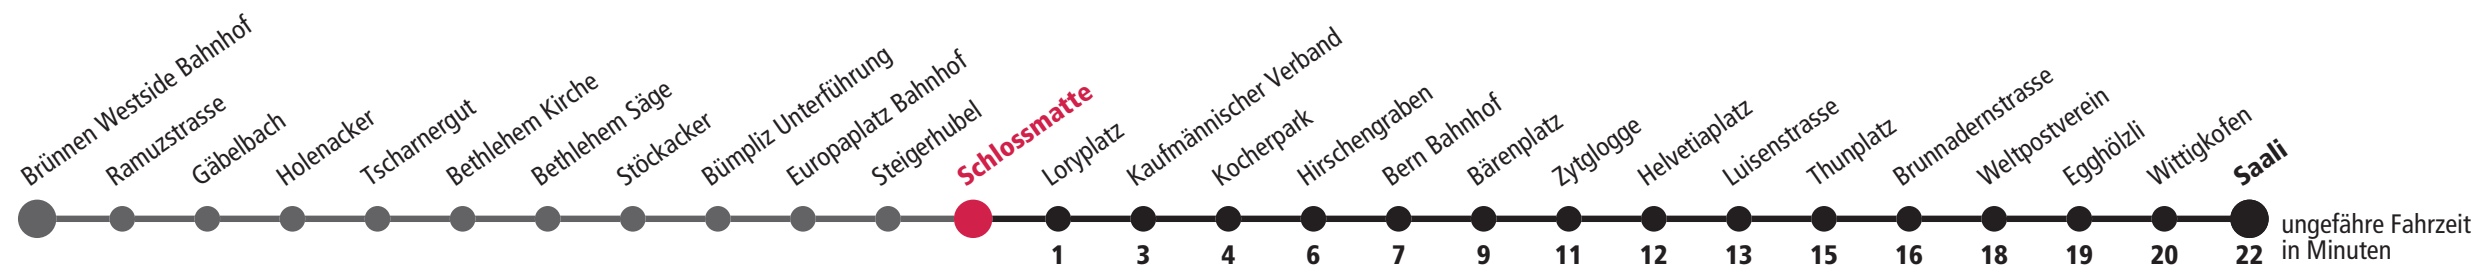 Brünnen Westside Bahnhof
Ramuzstrasse
Gäbelbach
Holenacker
Tscharnergut
Bethlehem Kirche
Bethlehem Säge
Stöckacker
Bümpliz Unterführung
Europaplatz Bahnhof
Steigerhubel
Schlossmatte
Loryplatz
Kaufmännischer Verband
Kocherpark
Hirschengraben
Bern Bahnhof
Bärenplatz
Zytglogge
Helvetiaplatz
Luisenstrasse
Thunplatz
Brunnadernstrasse
Weltpostverein
Egghölzli
Wittigkofen
Saali
1 3 4 6 7 9 11 12 13 15 16 18 19 20 22
ungefähre Fahrzeit
in Minuten